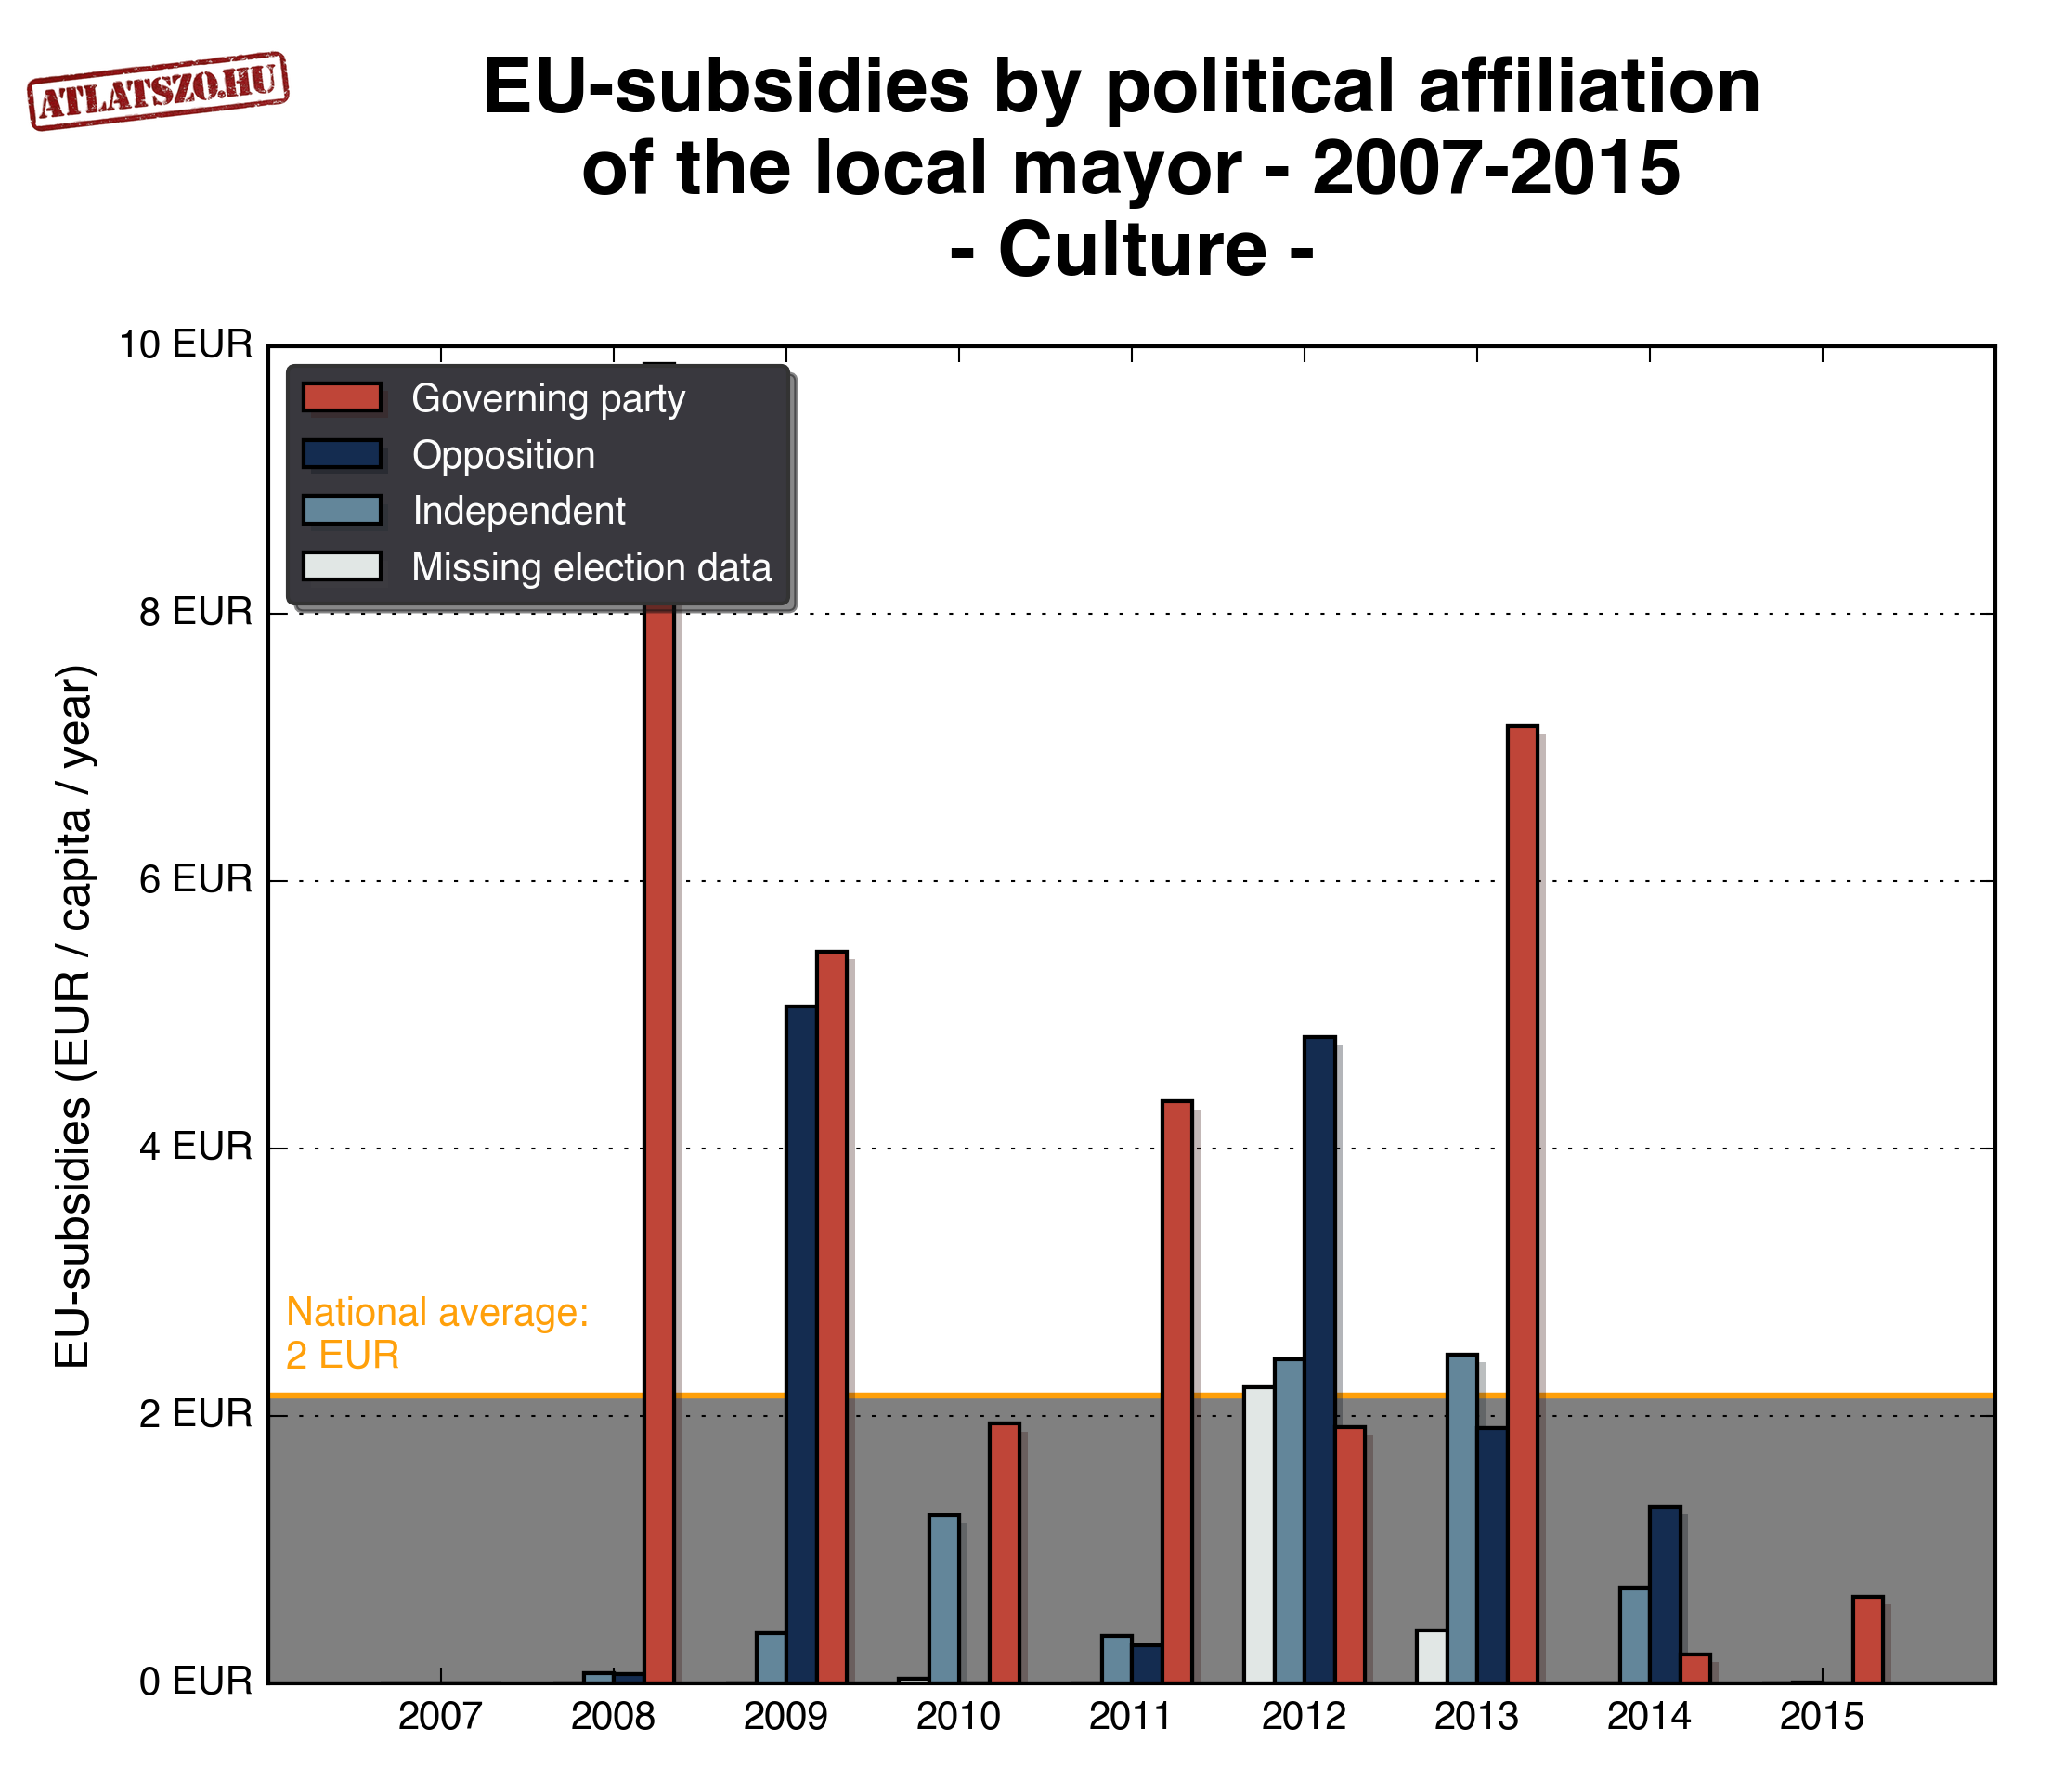 ATLATSZO.HU
EU-subsidies by political affiliation
of the local mayor - 2007-2015
- Culture -
EU-subsidies (EUR / capita / year)
10 EUR
8 EUR
6 EUR
4 EUR
2 EUR
0 EUR
Governing party
Opposition
Independent
Missing election data
National average:
2 EUR
2007 2008 2009 2010 2011 2012 2013 2014 2015